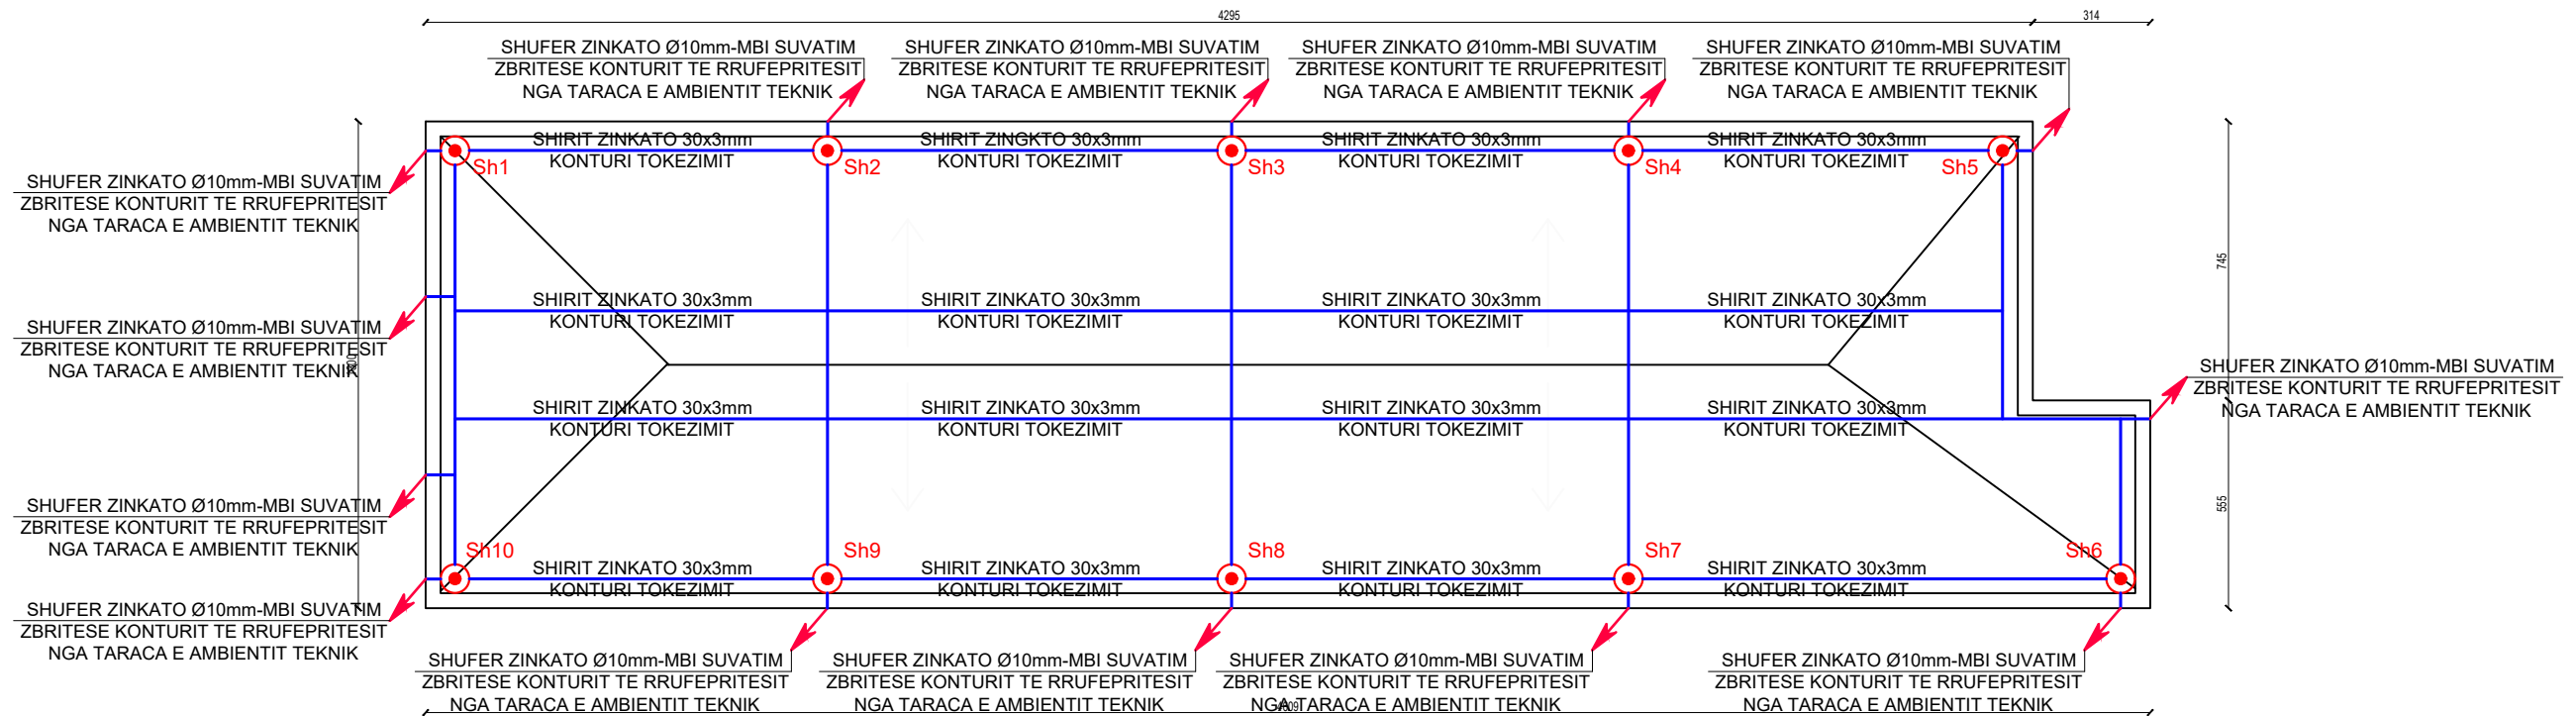 4295
314
SHUFER ZINKATO Ø10mm-MBI SUVATIM
ZBRITESE KONTURIT TE RRUFEPRITESIT
NGA TARACA E AMBIENTIT TEKNIK
SHUFER ZINKATO Ø10mm-MBI SUVATIM
ZBRITESE KONTURIT TE RRUFEPRITESIT
NGA TARACA E AMBIENTIT TEKNIK
SHUFER ZINKATO Ø10mm-MBI SUVATIM
ZBRITESE KONTURIT TE RRUFEPRITESIT
NGA TARACA E AMBIENTIT TEKNIK
SHUFER ZINKATO Ø10mm-MBI SUVATIM
ZBRITESE KONTURIT TE RRUFEPRITESIT
NGA TARACA E AMBIENTIT TEKNIK
SHIRIT ZINKATO 30x3mm
KONTURI TOKEZIMIT
SHIRIT ZINGKTO 30x3mm
KONTURI TOKEZIMIT
SHIRIT ZINKATO 30x3mm
KONTURI TOKEZIMIT
SHIRIT ZINKATO 30x3mm
KONTURI TOKEZIMIT
Sh1
Sh2
Sh3
Sh4
Sh5
SHUFER ZINKATO Ø10mm-MBI SUVATIM
ZBRITESE KONTURIT TE RRUFEPRITESIT
NGA TARACA E AMBIENTIT TEKNIK
745
SHIRIT ZINKATO 30x3mm
KONTURI TOKEZIMIT
SHIRIT ZINKATO 30x3mm
KONTURI TOKEZIMIT
SHIRIT ZINKATO 30x3mm
KONTURI TOKEZIMIT
SHIRIT ZINKATO 30x3mm
KONTURI TOKEZIMIT
SHUFER ZINKATO Ø10mm-MBI SUVATIM
ZBRITESE KONTURIT TE RRUFEPRITESIT
NGA TARACA E AMBIENTIT TEKNIK
SHUFER ZINKATO Ø10mm-MBI SUVATIM
ZBRITESE KONTURIT TE RRUFEPRITESIT
NGA TARACA E AMBIENTIT TEKNIK
SHIRIT ZINKATO 30x3mm
KONTURI TOKEZIMIT
SHIRIT ZINKATO 30x3mm
KONTURI TOKEZIMIT
SHIRIT ZINKATO 30x3mm
KONTURI TOKEZIMIT
SHIRIT ZINKATO 30x3mm
KONTURI TOKEZIMIT
SHUFER ZINKATO Ø10mm-MBI SUVATIM
ZBRITESE KONTURIT TE RRUFEPRITESIT
NGA TARACA E AMBIENTIT TEKNIK
555
Sh10
Sh9
Sh8
Sh7
Sh6
SHIRIT ZINKATO 30x3mm
KONTURI TOKEZIMIT
SHIRIT ZINKATO 30x3mm
KONTURI TOKEZIMIT
SHIRIT ZINKATO 30x3mm
KONTURI TOKEZIMIT
SHIRIT ZINKATO 30x3mm
KONTURI TOKEZIMIT
SHUFER ZINKATO Ø10mm-MBI SUVATIM
ZBRITESE KONTURIT TE RRUFEPRITESIT
NGA TARACA E AMBIENTIT TEKNIK
SHUFER ZINKATO Ø10mm-MBI SUVATIM
ZBRITESE KONTURIT TE RRUFEPRITESIT
NGA TARACA E AMBIENTIT TEKNIK
SHUFER ZINKATO Ø10mm-MBI SUVATIM
ZBRITESE KONTURIT TE RRUFEPRITESIT
NGA TARACA E AMBIENTIT TEKNIK
SHUFER ZINKATO Ø10mm-MBI SUVATIM
ZBRITESE KONTURIT TE RRUFEPRITESIT
NGA TARACA E AMBIENTIT TEKNIK
SHUFER ZINKATO Ø10mm-MBI SUVATIM
ZBRITESE KONTURIT TE RRUFEPRITESIT
NGA TARACA E AMBIENTIT TEKNIK